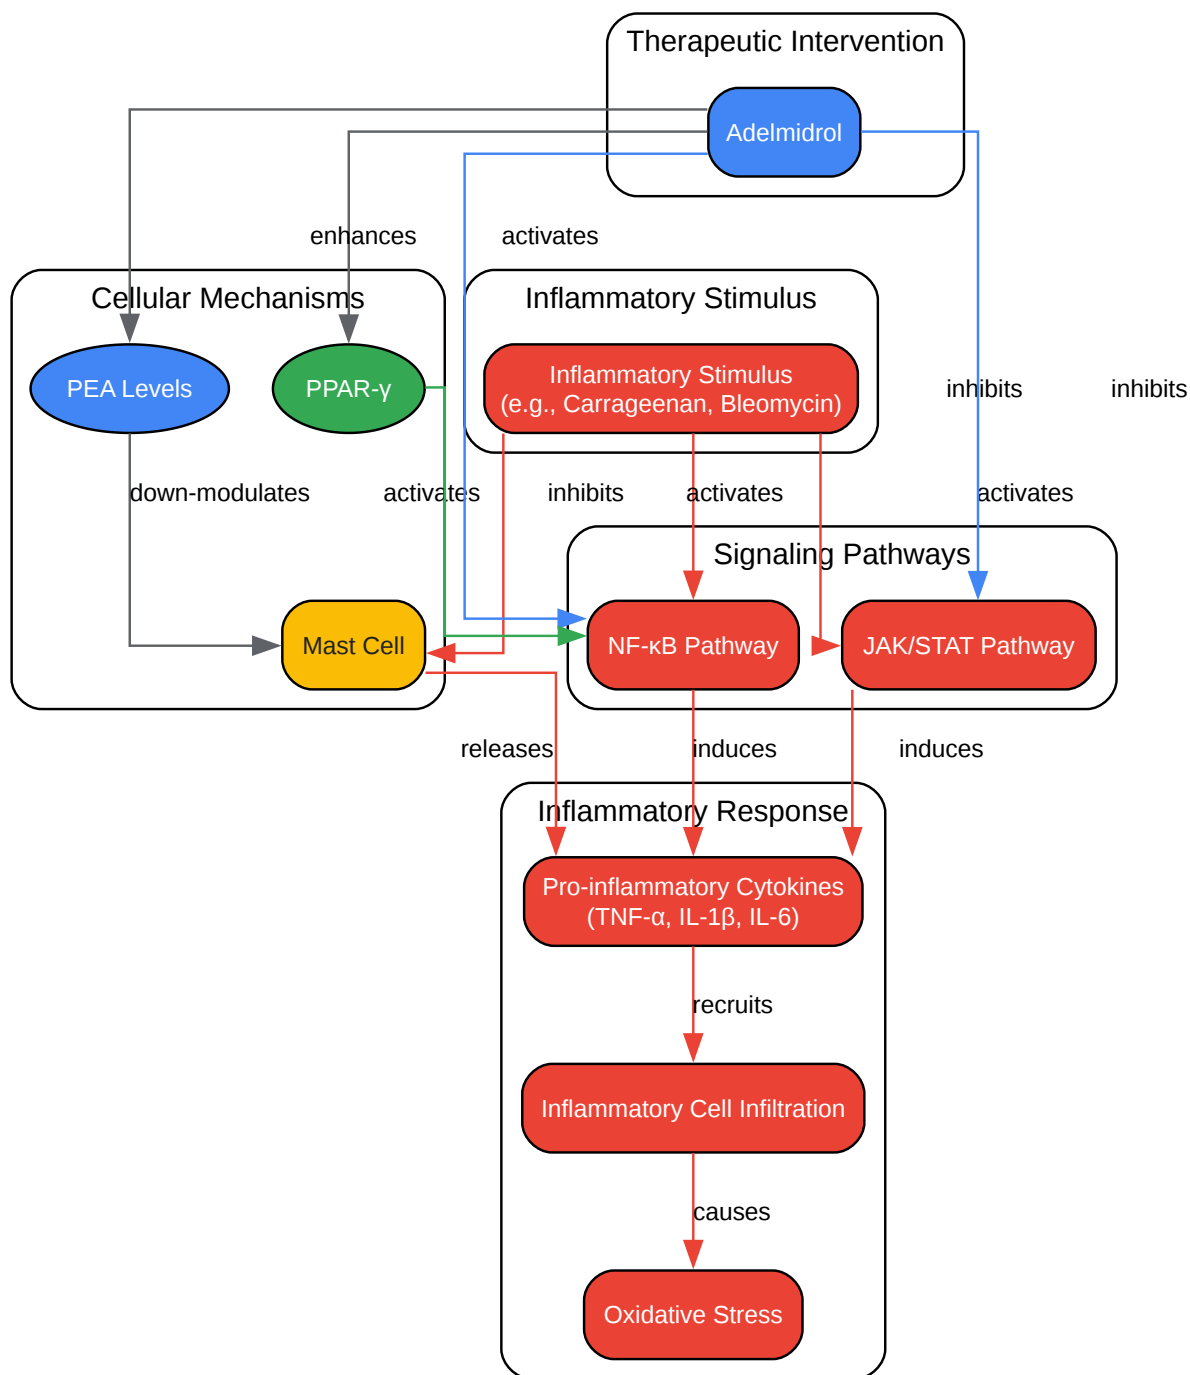 Therapeutic Intervention
Adelmidrol
enhances
activates
Cellular Mechanisms
Inflammatory Stimulus
PEA Levels
PPAR-γ
Inflammatory Stimulus
(e.g., Carrageenan, Bleomycin)
inhibits
inhibits
down-modulates
activates
inhibits
activates
activates
Signaling Pathways
Mast Cell
NF-κB Pathway
JAK/STAT Pathway
releases
induces
induces
Inflammatory Response
Pro-inflammatory Cytokines
(TNF-α, IL-1β, IL-6)
recruits
Inflammatory Cell Infiltration
causes
Oxidative Stress